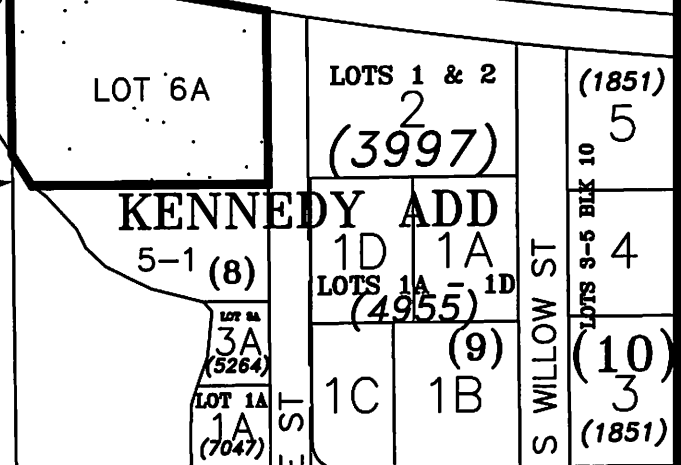 LOT 6A
LOTS 1 & 2
2
(3997)
(1851)
5
KENNEDY ADD
5-1 (8)
1D
1A
LOTS 1A - 1D
(4955)
LOTS 3-5 BLK 10
4
S WILLOW ST
LOT 3A
3A
(5264)
LOT 1A
1A
(7047)
E ST
1C
(9)
1B
(10)
3
(1851)